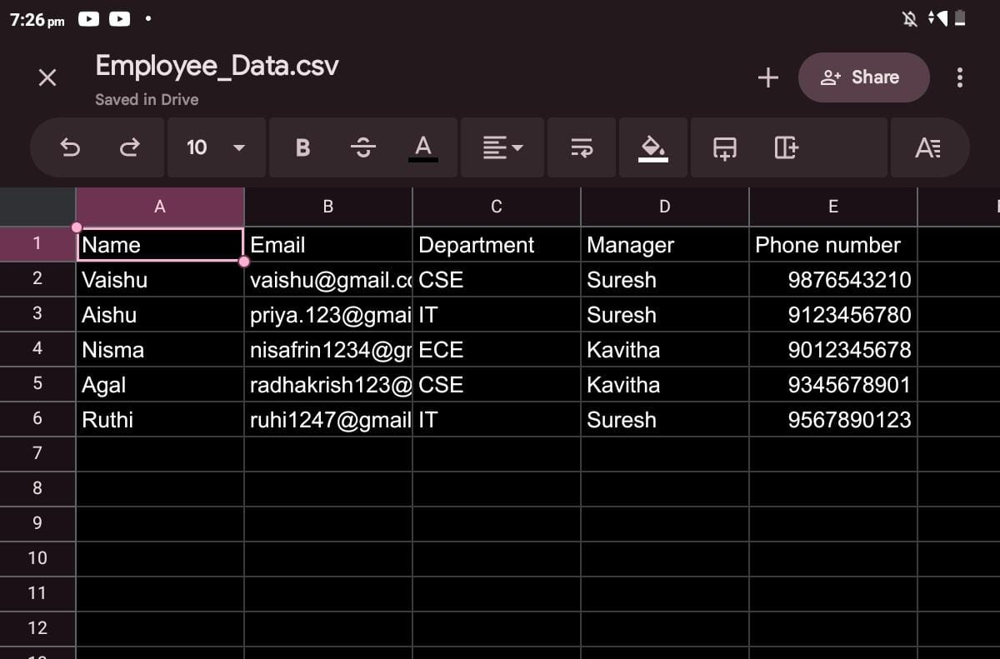 7:26 pm
Employee_Data.csv
Saved in Drive
Share
10 B A A
A B C D E
1 Name Email Department Manager Phone number
2 Vaishu vaishu@gmail.co CSE Suresh 9876543210
3 Aishu priya.123@gmai IT Suresh 9123456780
4 Nisma nisafrin1234@g ECE Kavitha 9012345678
5 Agal radhakrish123@ CSE Kavitha 9345678901
6 Ruthi ruhi1247@gmail IT Suresh 9567890123
7
8
9
10
11
12